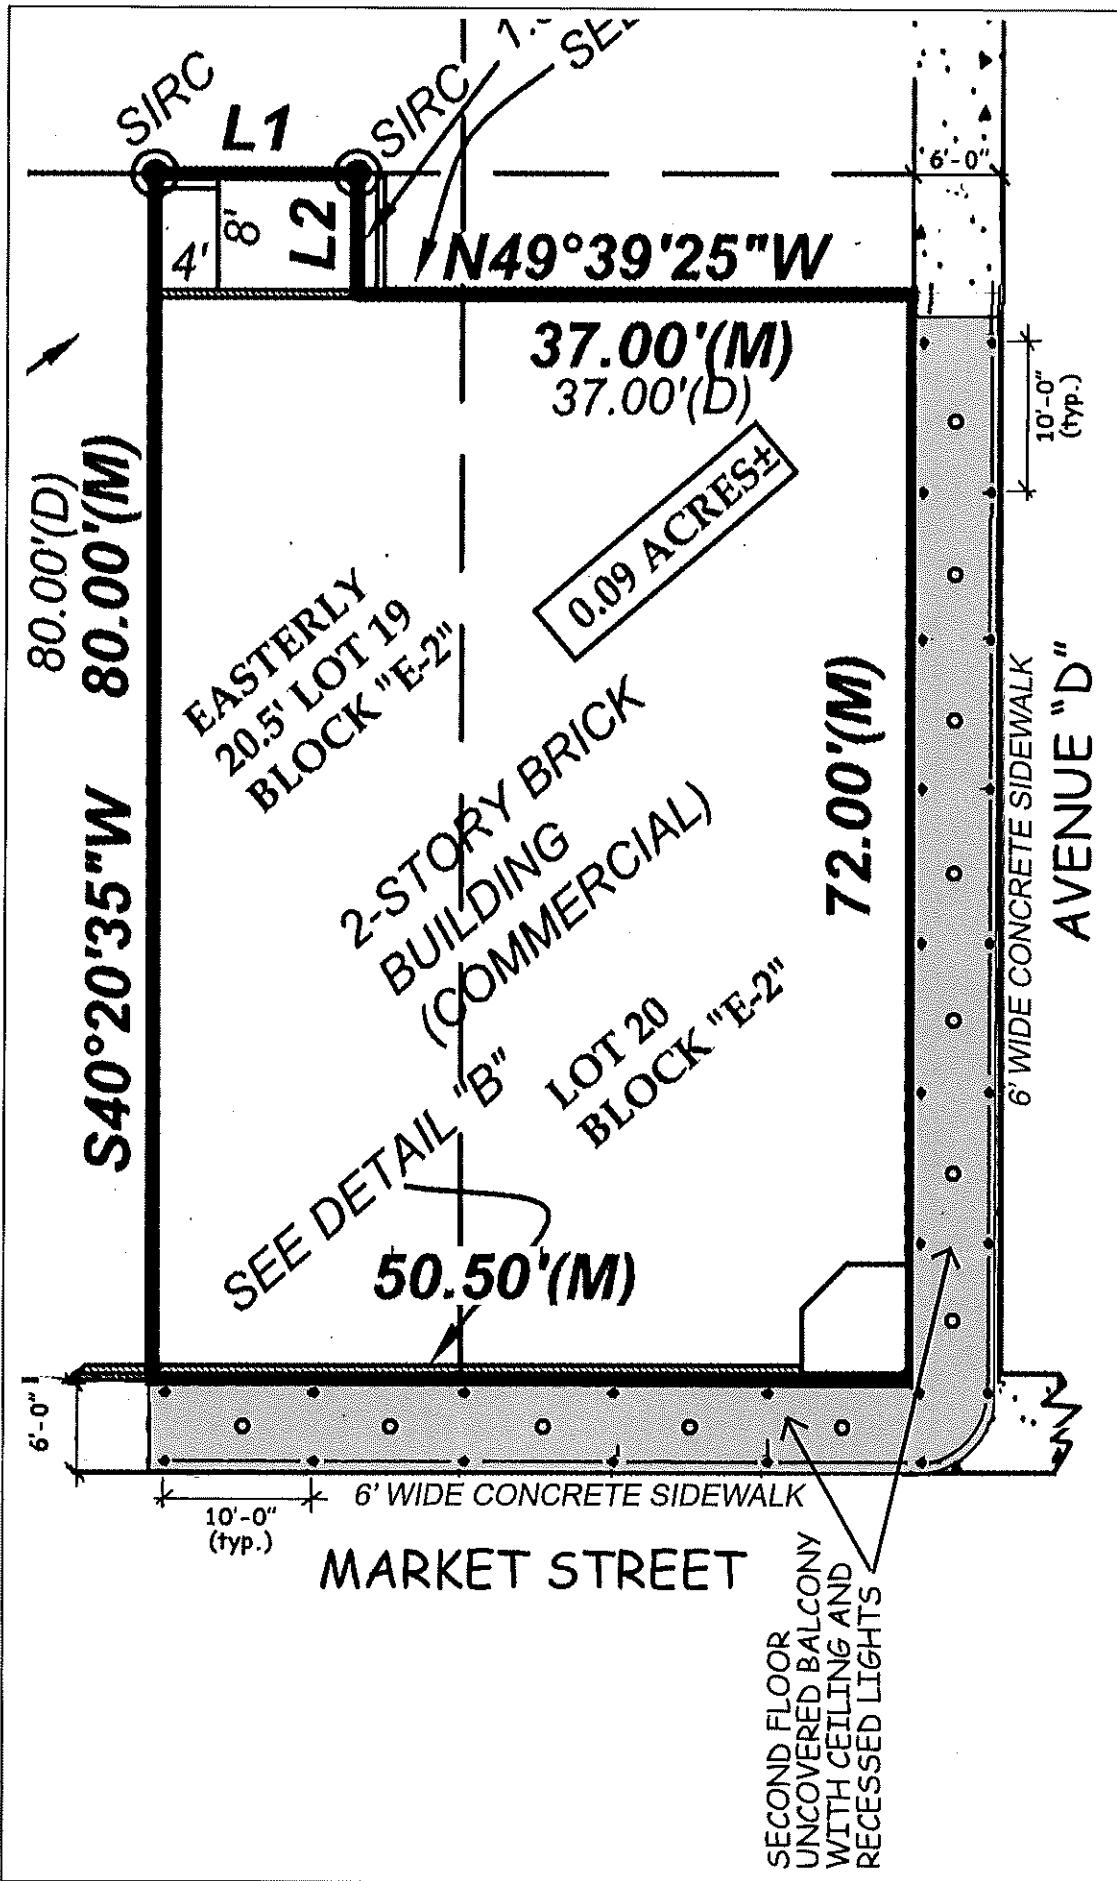 SIRC
L1
SIRC
6'-0"
4'
8'
L2
N49°39'25"W
37.00'(M)
37.00'(D)
10'-0"
(typ.)
80.00'(D)
S40°20'35"W 80.00'(M)
EASTERLY
20.5' LOT 19
BLOCK "E-2"
0.09 ACRES±
2-STORY BRICK
BUILDING
(COMMERCIAL)
72.00'(M)
6' WIDE CONCRETE SIDEWALK
AVENUE "D"
LOT 20
BLOCK "E-2"
SEE DETAIL "B"
50.50'(M)
6'-0"
10'-0"
(typ.)
6' WIDE CONCRETE SIDEWALK
MARKET STREET
SECOND FLOOR
UNCOVERED BALCONY
WITH CEILING AND
RECESSED LIGHTS